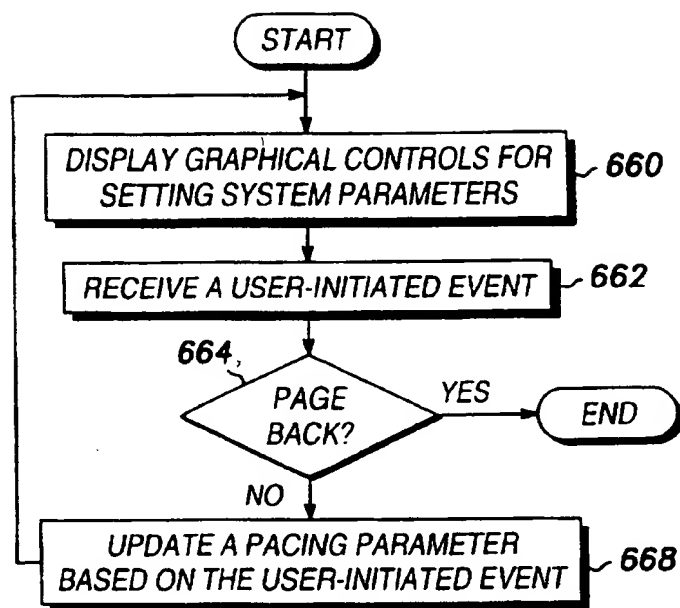 START
DISPLAY GRAPHICAL CONTROLS FOR
SETTING SYSTEM PARAMETERS
660
RECEIVE A USER-INITIATED EVENT
662
664
PAGE
BACK?
YES
END
NO
UPDATE A PACING PARAMETER
BASED ON THE USER-INITIATED EVENT
668